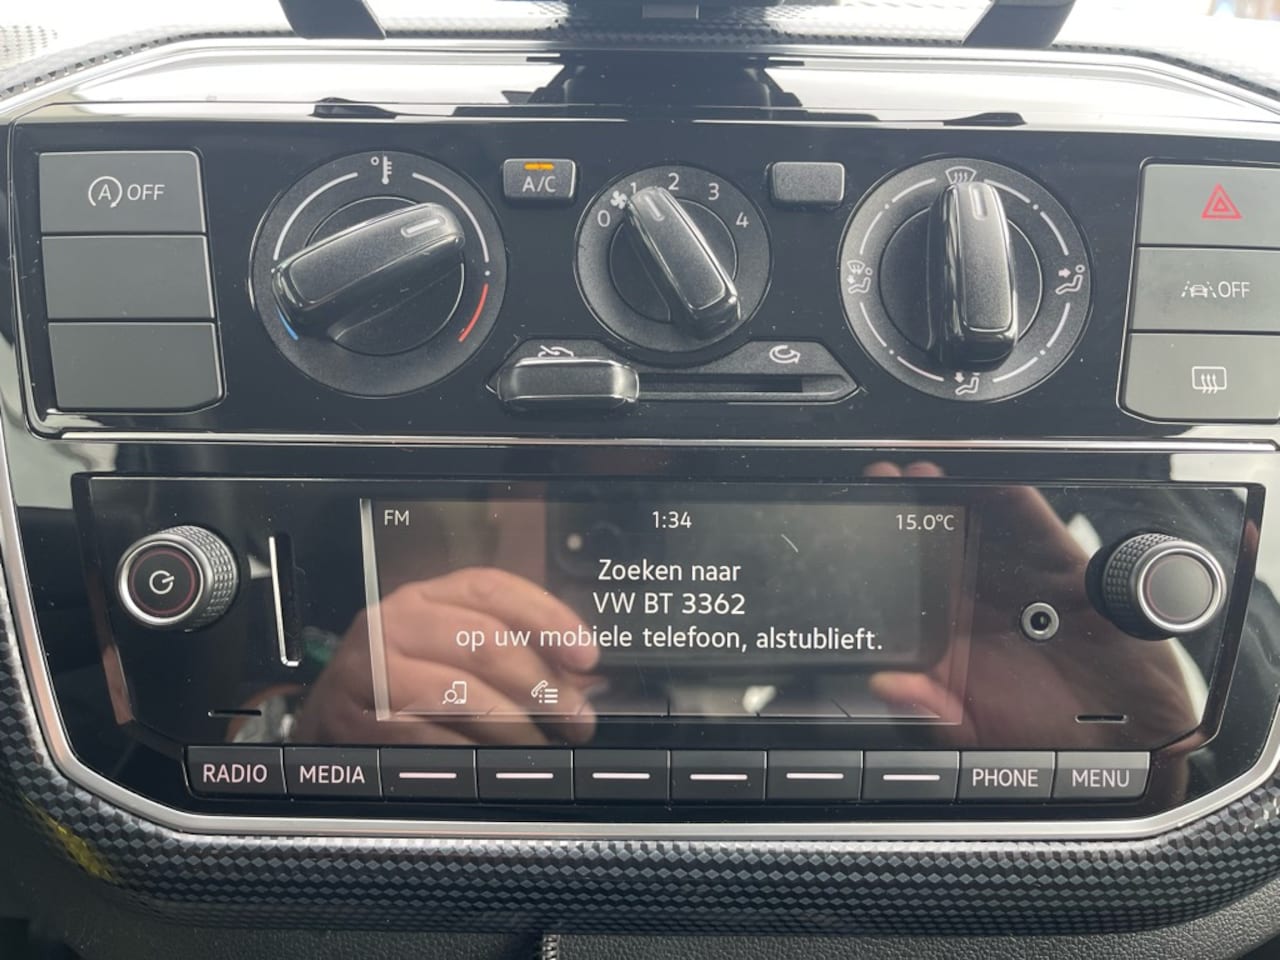 A OFF
A/C
0 1 2 3 4
OFF
FM 1:34 15.0°C
Zoeken naar
VW BT 3362
op uw mobiele telefoon, alstublieft.
RADIO MEDIA PHONE MENU